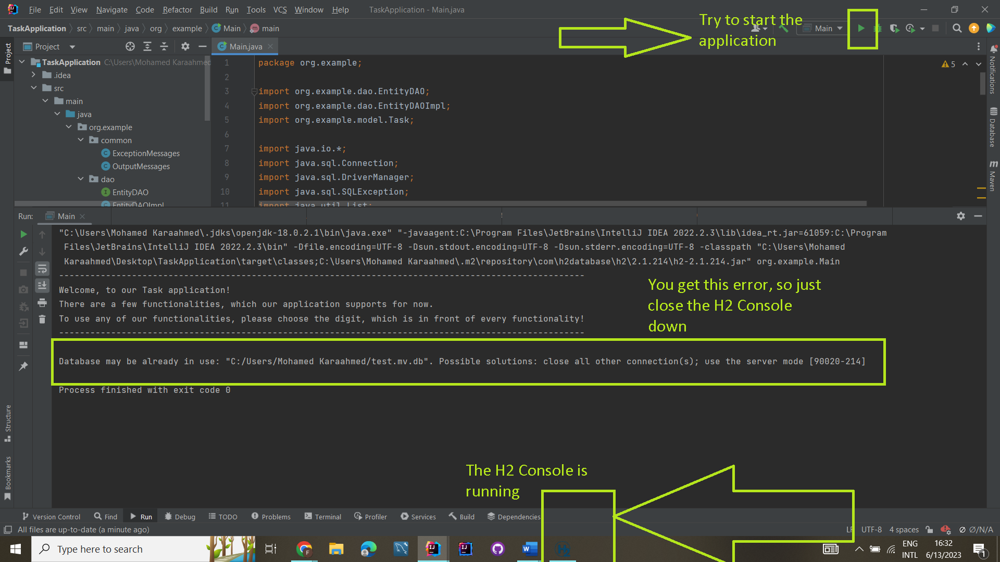 File Edit View Navigate Code Refactor Build Run Tools VCS Window Help TaskApplication - Main.java
TaskApplication src main java org example Main main
Try to start the
application
Main
Project
Main.java
Project
TaskApplication C:\Users\Mohamed Karaahmed
.idea
src
main
java
org.example
common
ExceptionMessages
OutputMessages
dao
EntityDAO
EntityDAOImpl
1 package org.example;
2
3 import org.example.dao.EntityDAO;
4 import org.example.dao.EntityDAOImpl;
5 import org.example.model.Task;
6
7 import java.io.*;
8 import java.sql.Connection;
9 import java.sql.DriverManager;
10 import java.sql.SQLException;
11 import java.util.List;
5
Notifications
Database
Maven
Run: Main
"C:\Users\Mohamed Karaahmed\.jdks\openjdk-18.0.2.1\bin\java.exe" "-javaagent:C:\Program Files\JetBrains\IntelliJ IDEA 2022.2.3\lib\idea_rt.jar=61059:C:\Program
Files\JetBrains\IntelliJ IDEA 2022.2.3\bin" -Dfile.encoding=UTF-8 -Dsun.stdout.encoding=UTF-8 -Dsun.stderr.encoding=UTF-8 -classpath "C:\Users\Mohamed
Karaahmed\Desktop\TaskApplication\target\classes;C:\Users\Mohamed Karaahmed\.m2\repository\com\h2database\h2\2.1.214\h2-2.1.214.jar" org.example.Main
-----------------------------------------------------------------------------------------------------
Welcome, to our Task application!
There are a few functionalities, which our application supports for now.
To use any of our functionalities, please choose the digit, which is in front of every functionality!
-----------------------------------------------------------------------------------------------------
You get this error, so just
close the H2 Console
down
Database may be already in use: "C:/Users/Mohamed Karaahmed/test.mv.db". Possible solutions: close all other connection(s); use the server mode [90020-214]
Process finished with exit code 0
Structure
Bookmarks
The H2 Console is
running
Version Control Find Run Debug TODO Problems Terminal Profiler Services Build Dependencies
All files are up-to-date (a minute ago)
UTF-8 4 spaces Ø/N/A
Type here to search
ENG
INTL
16:32
6/13/2023
1